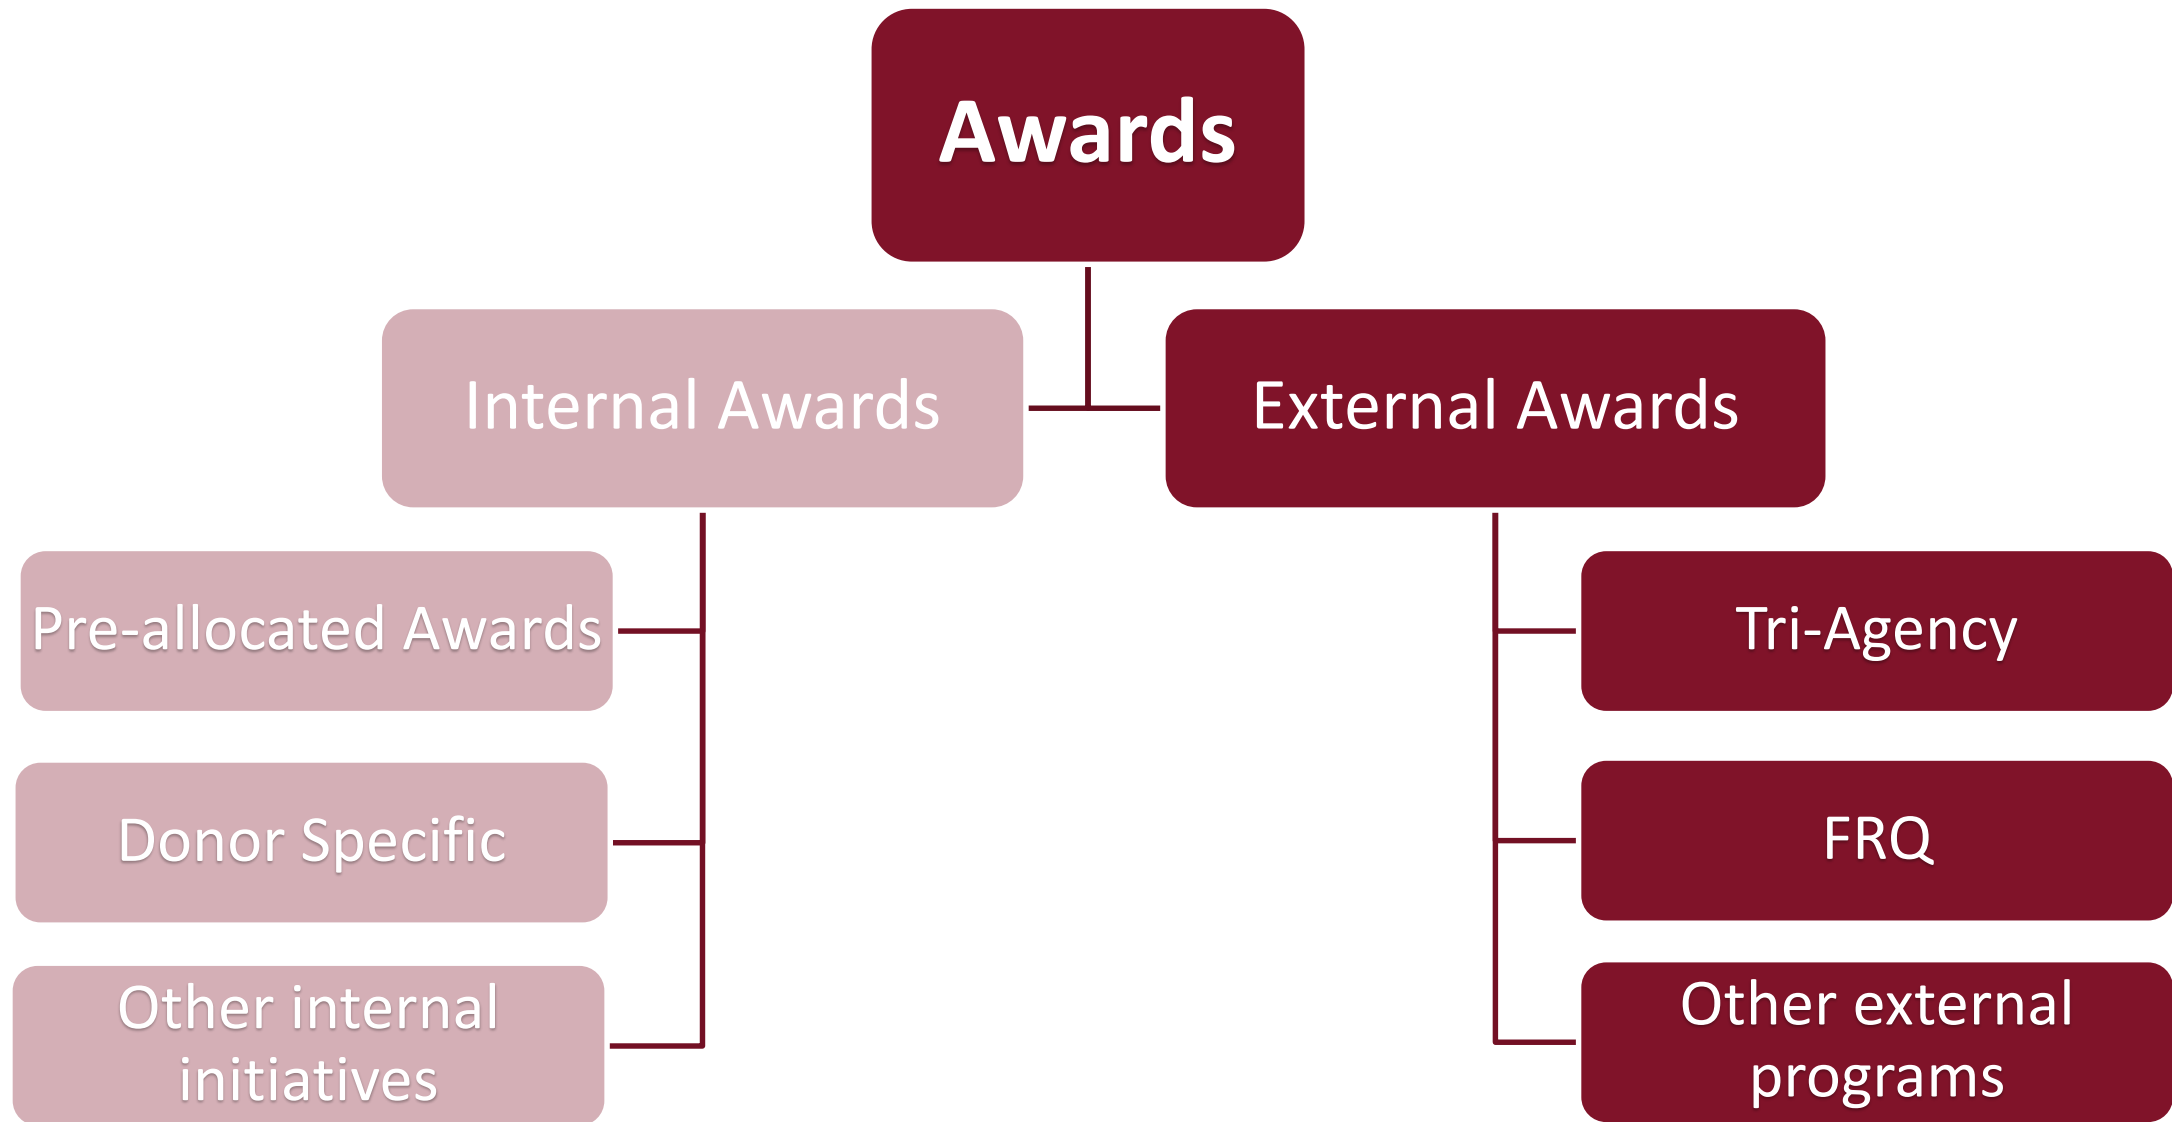 Awards
Internal Awards
External Awards
Pre-allocated Awards
Tri-Agency
Donor Specific
FRQ
Other internal
initiatives
Other external
programs